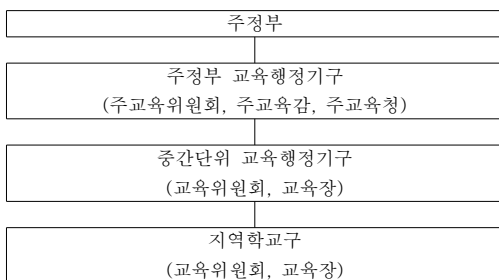 주정부
주정부 교육행정기구
(주교육위원회, 주교육감, 주교육청)
중간단위 교육행정기구
(교육위원회, 교육장)
지역학교구
(교육위원회, 교육장)